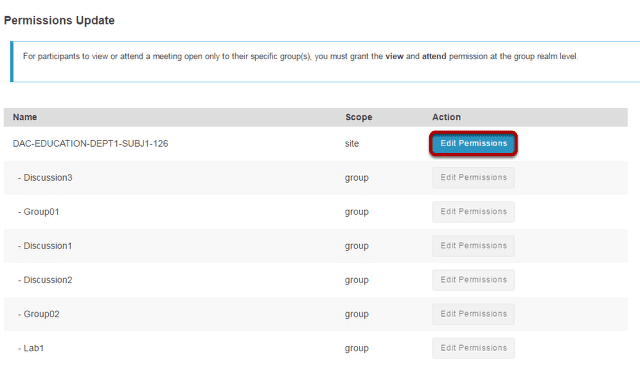 Permissions Update
For participants to view or attend a meeting open only to their specific group(s), you must grant the view and attend permission at the group realm level.
Name Scope Action
DAC-EDUCATION-DEPT1-SUBJ1-126 site Edit Permissions
- Discussion3 group Edit Permissions
- Group01 group Edit Permissions
- Discussion1 group Edit Permissions
- Discussion2 group Edit Permissions
- Group02 group Edit Permissions
- Lab1 group Edit Permissions